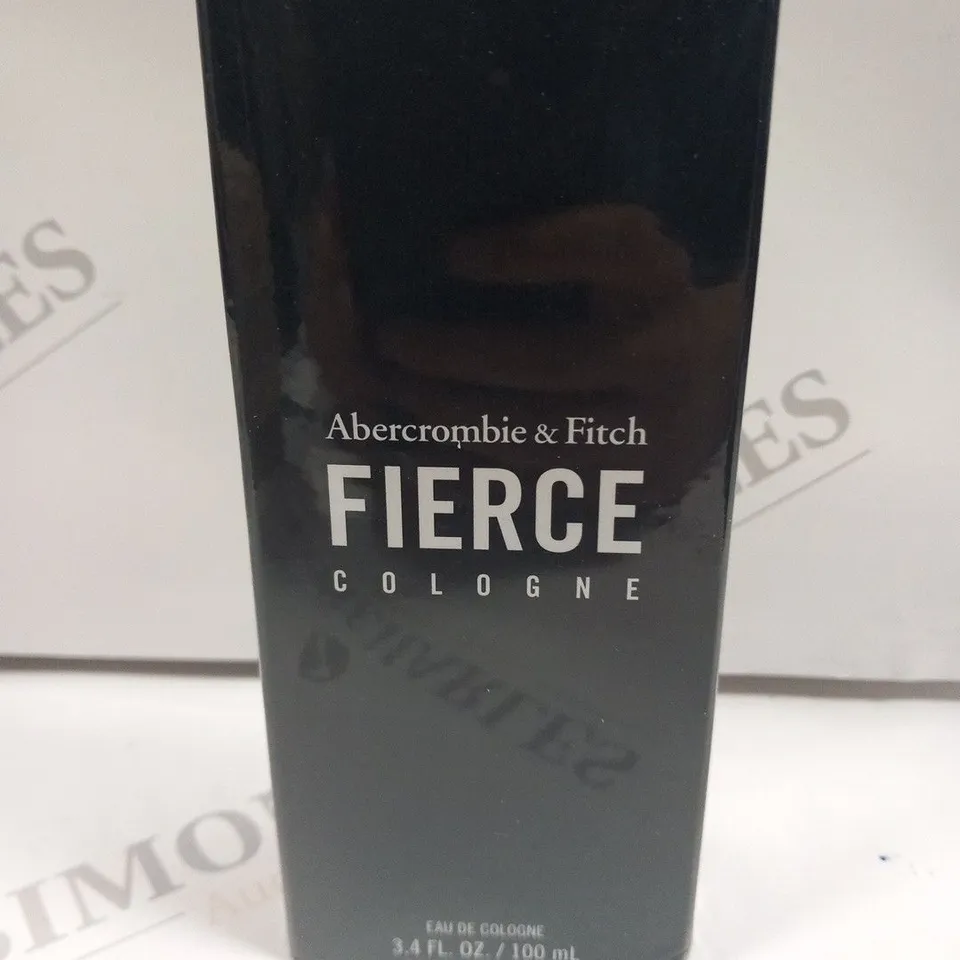 Abercrombie & Fitch
FIERCE
COLOGNE
EAU DE COLOGNE
3.4 FL. OZ. / 100 mL